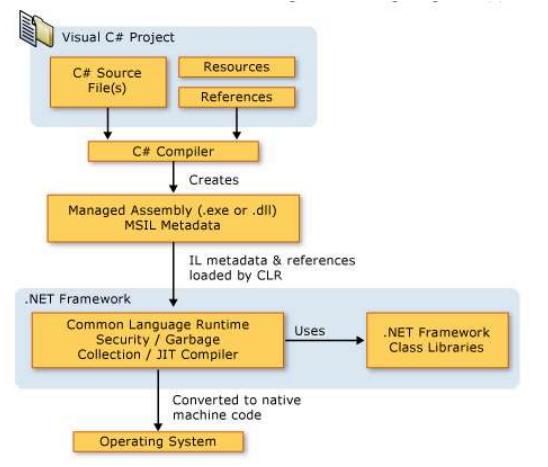 Visual C# Project
C# Source
File(s)
Resources
References
C# Compiler
Creates
Managed Assembly (.exe or .dll)
MSIL Metadata
IL metadata & references
loaded by CLR
.NET Framework
Common Language Runtime
Security / Garbage
Collection / JIT Compiler
Uses
.NET Framework
Class Libraries
Converted to native
machine code
Operating System